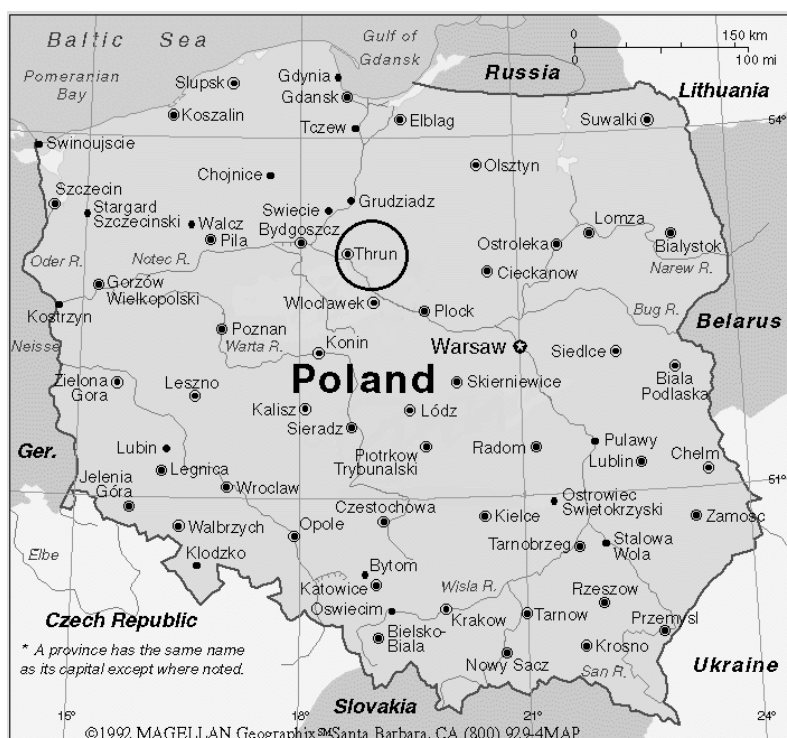 Baltic Sea
Gulf of
Gdansk
0 150 km
0 100 mi
Pomeranian
Bay
Slupsk
Gdynia
Gdansk
Russia
Lithuania
Koszalin
Tczew
Elblag
Suwalki
54°
Swinoujscie
Chojnice
Olsztyn
Szczecin
Stargard
Szczecinski
Walcz
Swiecie
Grudziadz
Lomza
Pila
Bydgoszcz
Thrun
Ostroleka
Bialystok
Oder R.
Notec R.
Cieckanow
Narew R.
Gorzów
Wielkopolski
Wloclawek
Plock
Bug R.
Kostrzyn
Poznan
Belarus
Neisse
Warta R.
Konin
Warsaw
Siedlce
Zielona
Gora
Leszno
Poland
Skierniewice
Biala
Podlaska
Kalisz
Lódz
Sieradz
Ger.
Lubin
Piotrkow
Trybunalski
Radom
Pulawy
Lublin
Chelm
Legnica
51°
Jelenia
Góra
Wroclaw
Czestochówa
Ostrowiec
Swietokrzyski
Walbrzych
Opole
Kielce
Zamosc
Elbe
Klodzko
Tarnobrzeg
Stalowa
Wola
Bytom
Katowice
Wisla R.
Rzeszow
Oswiecim
Krakow
Tarnow
Przemysl
Czech Republic
Bielsko-
Biala
Krosno
* A province has the same name
as its capital except where noted.
Nowy Sacz
San R.
Ukraine
Slovakia
15°
18°
21°
24°
©1992 MAGELLAN Geographix℠Santa Barbara, CA (800) 929-4MAP